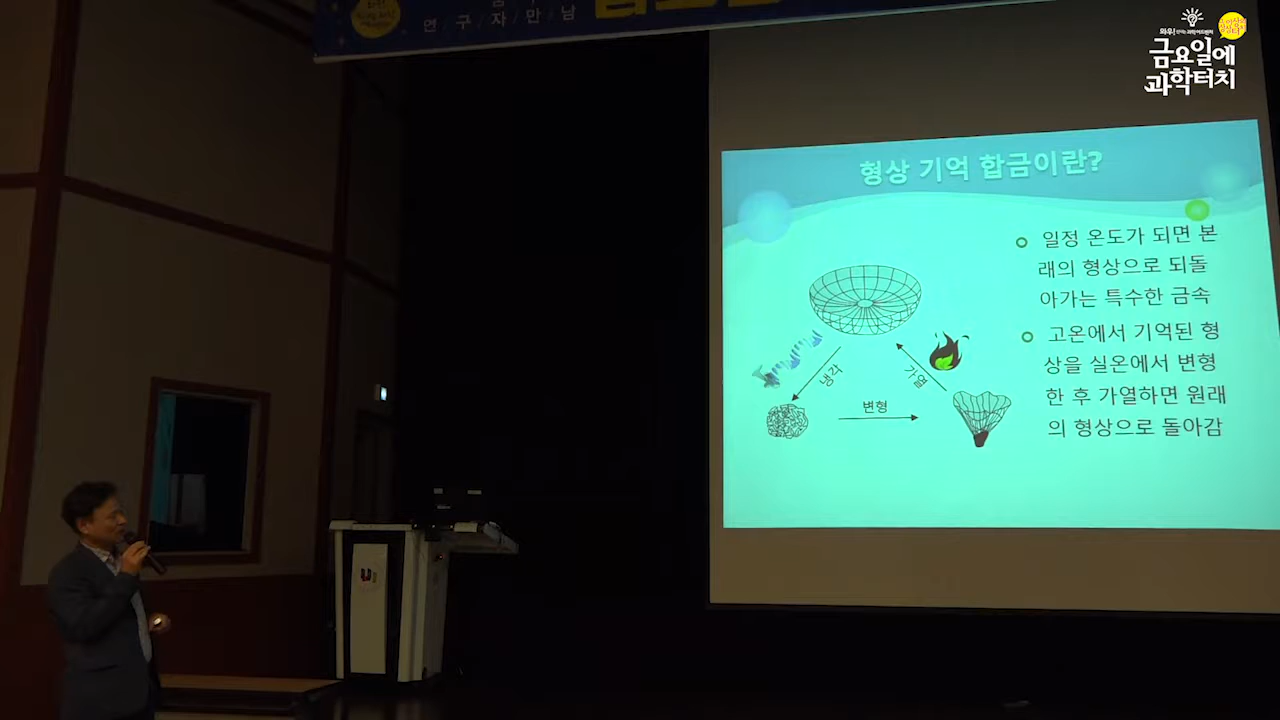 연/구/자/만/남
와우!
금요일에
과학터치
형상 기억 합금이란?
일정 온도가 되면 본
래의 형상으로 되돌
아가는 특수한 금속
고온에서 기억된 형
상을 실온에서 변형
한 후 가열하면 원래
의 형상으로 돌아감
냉각
가열
변형